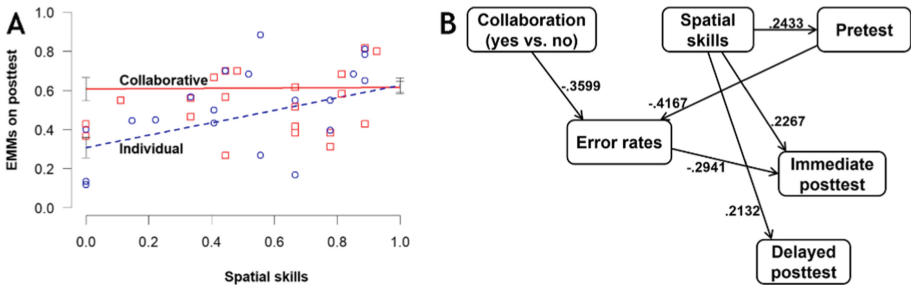 A
EMMs on posttest
1.0
0.8
0.6
0.4
0.2
0.0
Collaborative
Individual
0.0 0.2 0.4 0.6 0.8 1.0
Spatial skills
B
Collaboration
(yes vs. no)
Spatial
skills
.2433
Pretest
-.3599
-.4167
.2267
Error rates
-.2941
Immediate
posttest
.2132
Delayed
posttest